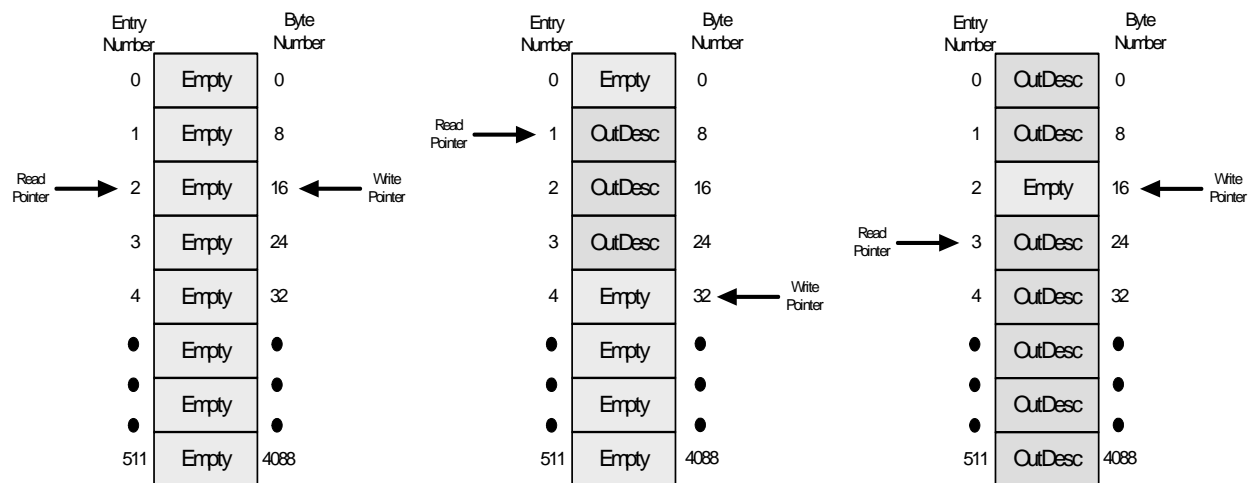 Entry Number Byte Number
0 Empty 0
1 Empty 8
Read Pointer 2 Empty 16 Write Pointer
3 Empty 24
4 Empty 32
Empty
Empty
511 Empty 4088
Entry Number Byte Number
0 Empty 0
Read Pointer 1 OutDesc 8
2 OutDesc 16
3 OutDesc 24
4 Empty 32 Write Pointer
Empty
Empty
511 Empty 4088
Entry Number Byte Number
0 OutDesc 0
1 OutDesc 8
2 Empty 16 Write Pointer
Read Pointer 3 OutDesc 24
4 OutDesc 32
OutDesc
OutDesc
511 OutDesc 4088